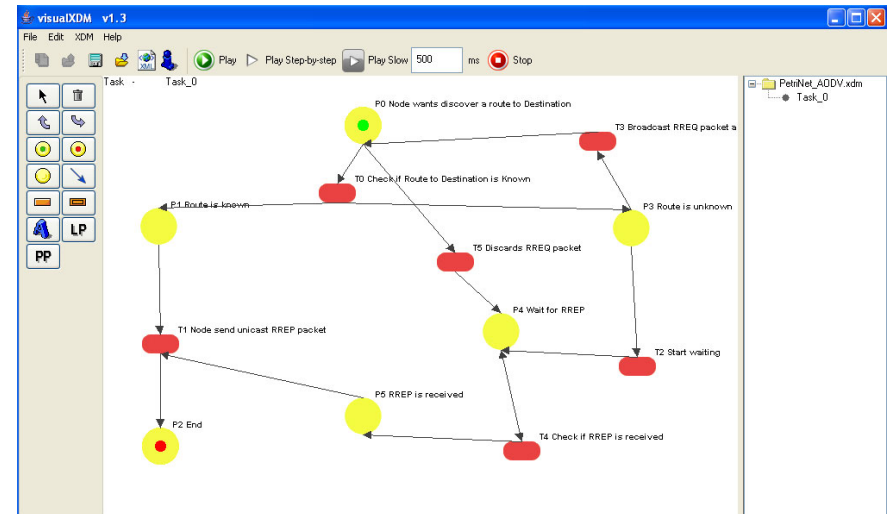 visualXDM v1.3
File Edit XDM Help
XML Play Play Step-by-step Play Slow 500 ms Stop
Task - Task_0
PetriNet_AODV.xdm
Task_0
P0 Node wants discover a route to Destination
T3 Broadcast RREQ packet a
T0 Check if Route to Destination is Known
P1 Route is known
P3 Route is unknown
T5 Discards RREQ packet
P4 Wait for RREP
T1 Node send unicast RREP packet
T2 Start waiting
P5 RREP is received
P2 End
T4 Check if RREP is received
A LP
PP